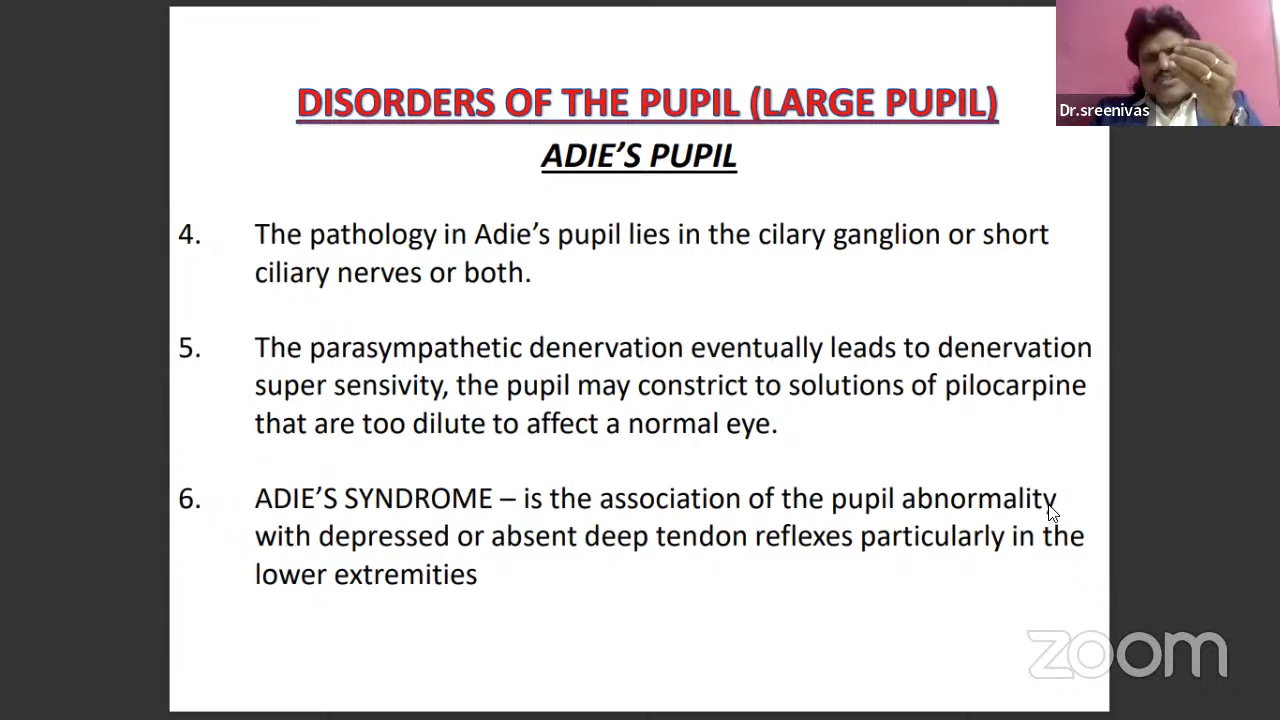 DISORDERS OF THE PUPIL (LARGE PUPIL)
ADIE'S PUPIL
Dr.sreenivas
4. The pathology in Adie's pupil lies in the cilary ganglion or short
ciliary nerves or both.
5. The parasympathetic denervation eventually leads to denervation
super sensivity, the pupil may constrict to solutions of pilocarpine
that are too dilute to affect a normal eye.
6. ADIE'S SYNDROME – is the association of the pupil abnormality
with depressed or absent deep tendon reflexes particularly in the
lower extremities
zoom